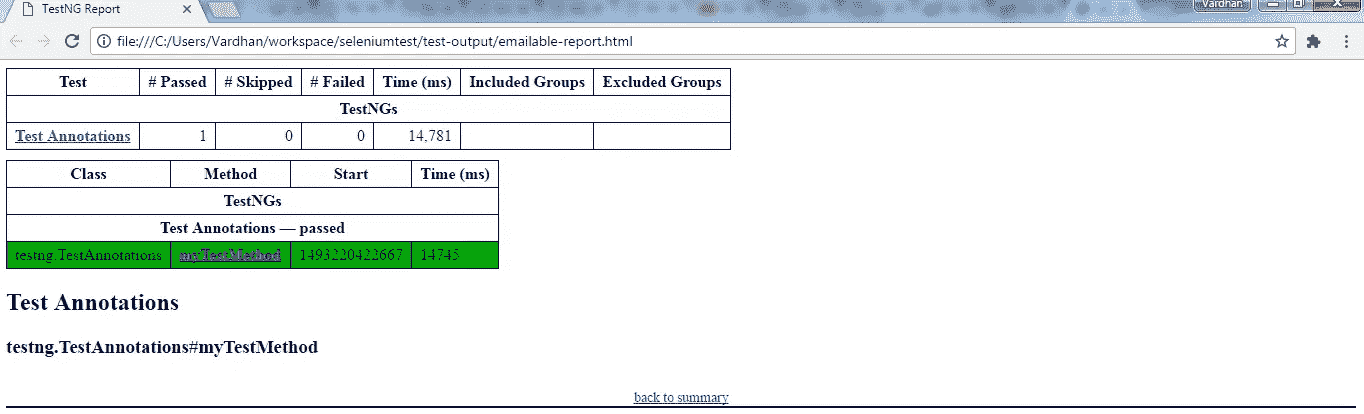 TestNG Report
Vardhan
file:///C:/Users/Vardhan/workspace/seleniumtest/test-output/emailable-report.html
Test # Passed # Skipped # Failed Time (ms) Included Groups Excluded Groups
TestNGs
Test Annotations 1 0 0 14,781
Class Method Start Time (ms)
TestNGs
Test Annotations — passed
testng.TestAnnotations myTestMethod 1493220422667 14745
Test Annotations
testng.TestAnnotations#myTestMethod
back to summary